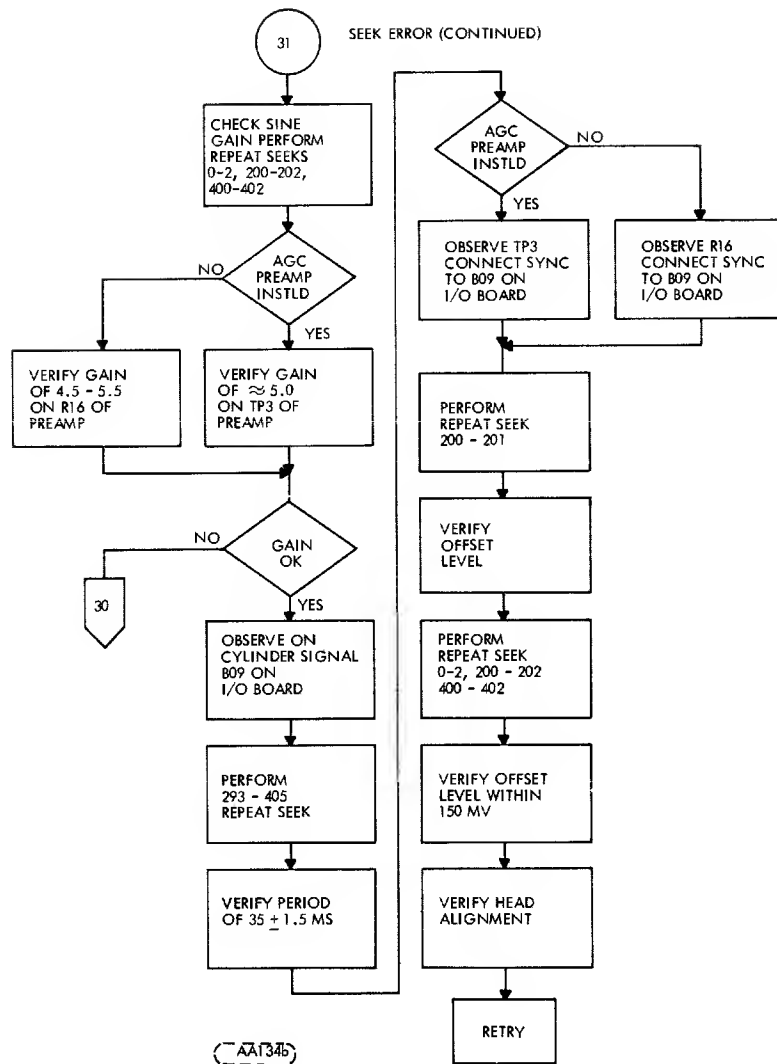 SEEK ERROR (CONTINUED)
31
CHECK SINE
GAIN PERFORM
REPEAT SEEKS
0-2, 200-202,
400-402
AGC
PREAMP
INSTLD
NO
YES
VERIFY GAIN
OF 4.5 - 5.5
ON R16 OF
PREAMP
VERIFY GAIN
OF ≈ 5.0
ON TP3 OF
PREAMP
GAIN
OK
NO
30
YES
OBSERVE ON
CYLINDER SIGNAL
B09 ON
I/O BOARD
PERFORM
293 - 405
REPEAT SEEK
VERIFY PERIOD
OF 35 ± 1.5 MS
AGC
PREAMP
INSTLD
NO
YES
OBSERVE TP3
CONNECT SYNC
TO B09 ON
I/O BOARD
OBSERVE R16
CONNECT SYNC
TO B09 ON
I/O BOARD
PERFORM
REPEAT SEEK
200 - 201
VERIFY
OFFSET
LEVEL
PERFORM
REPEAT SEEK
0-2, 200 - 202
400 - 402
VERIFY OFFSET
LEVEL WITHIN
150 MV
VERIFY HEAD
ALIGNMENT
RETRY
AA134b